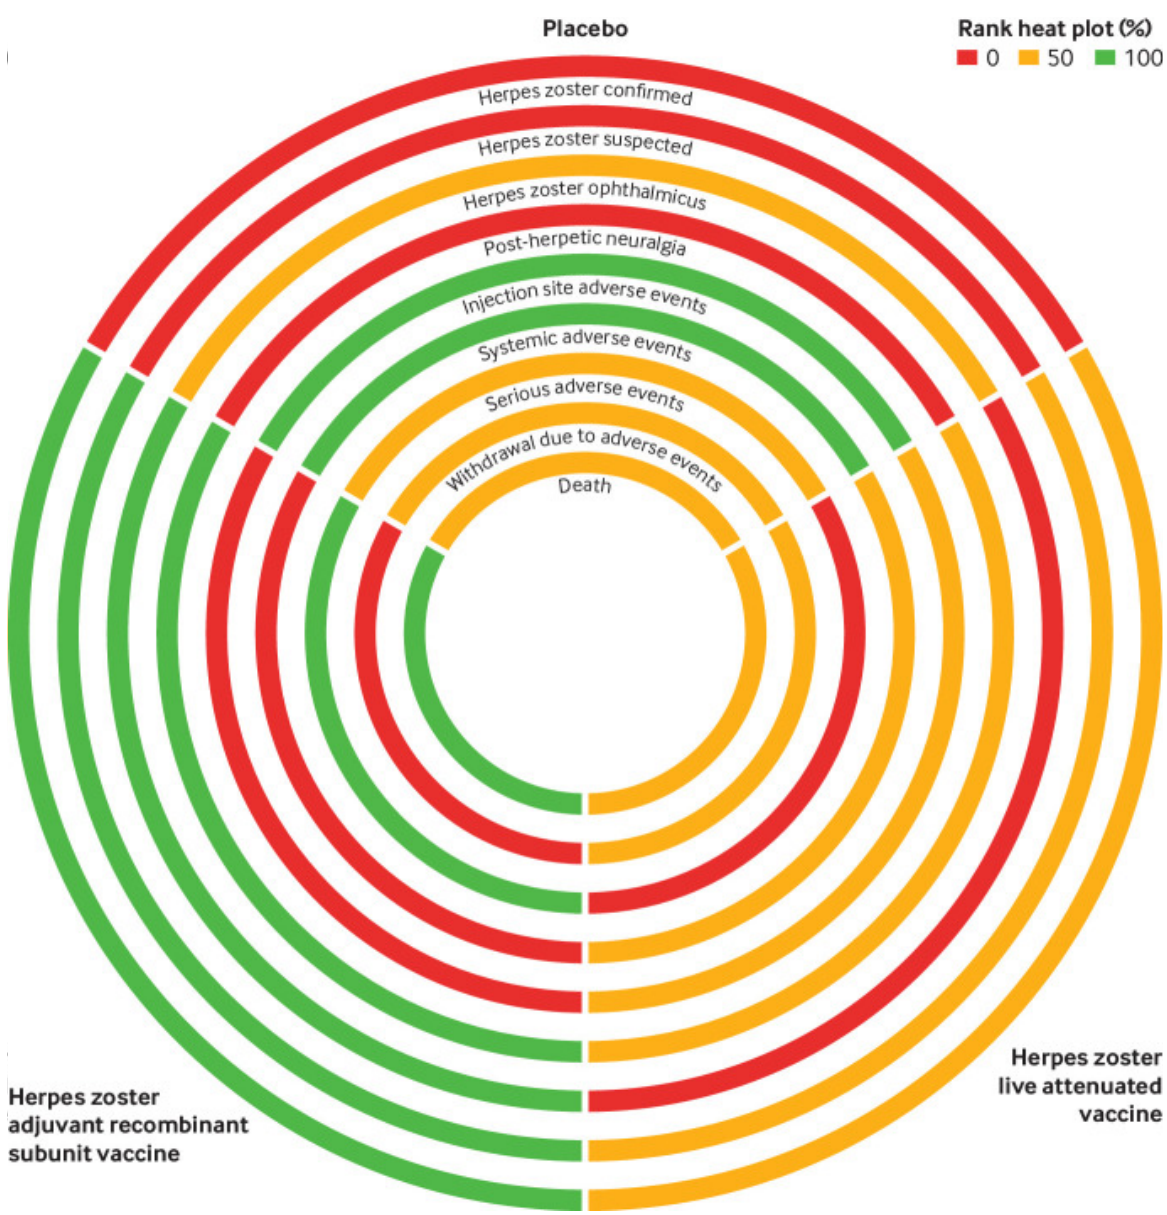 Placebo
Rank heat plot (%)
0 50 100
Herpes zoster confirmed
Herpes zoster suspected
Herpes zoster ophthalmicus
Post-herpetic neuralgia
Injection site adverse events
Systemic adverse events
Serious adverse events
Withdrawal due to adverse events
Death
Herpes zoster
live attenuated
vaccine
Herpes zoster
adjuvant recombinant
subunit vaccine